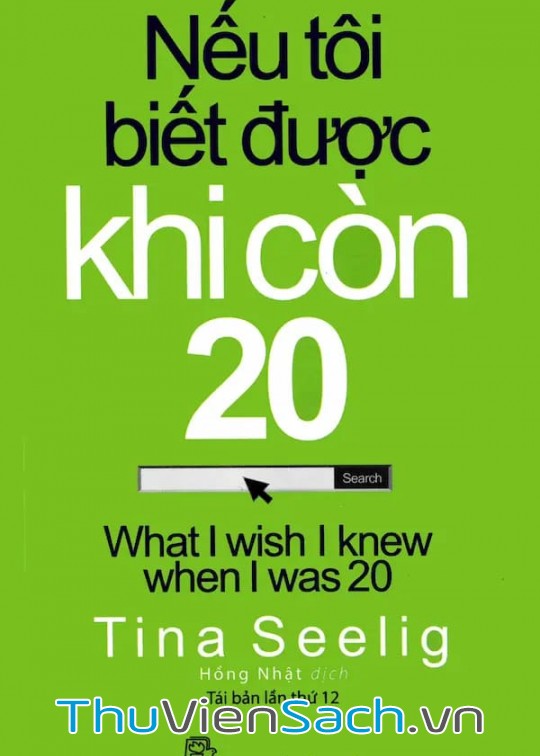 Nếu tôi
biết được
khi còn
20
Search
What I wish I knew
when I was 20
Tina Seelig
Hồng Nhật dịch
Tái bản lần thứ 12
ThuVienSach.vn